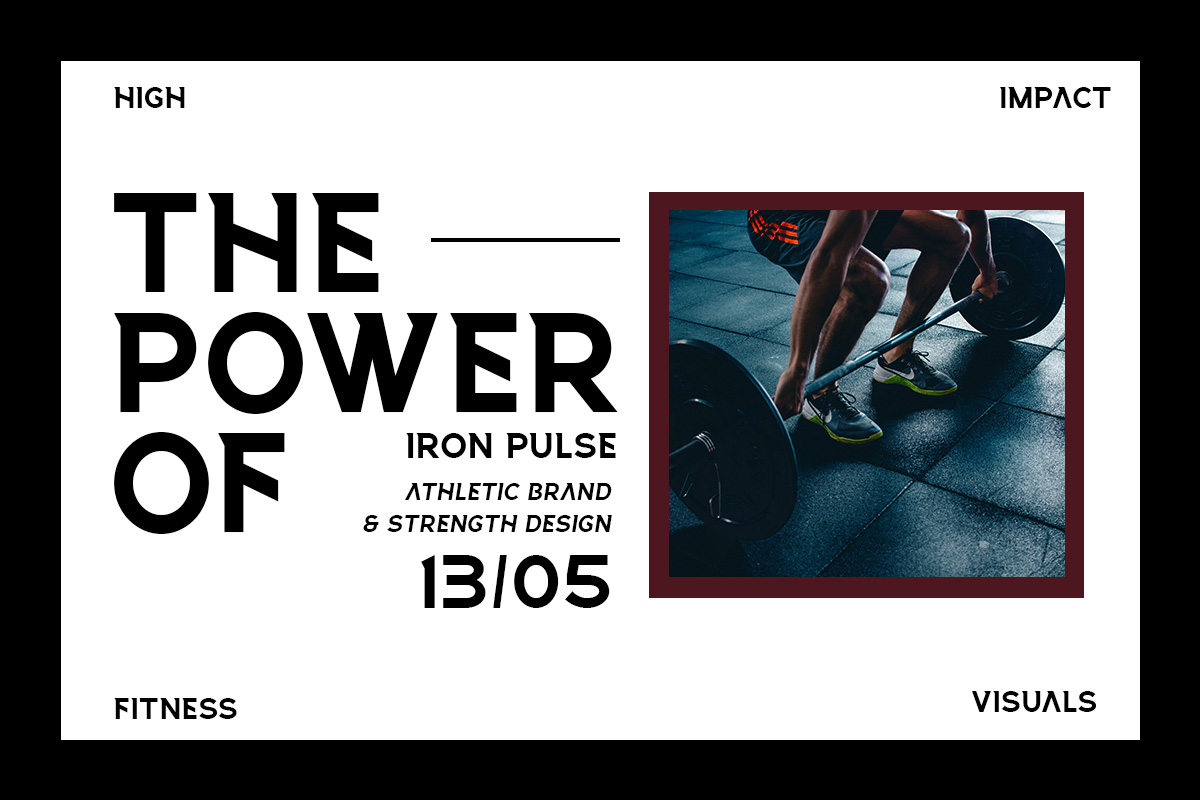 HIGH
IMPACT
THE
POWER
OF
IRON PULSE
ATHLETIC BRAND
& STRENGTH DESIGN
13/05
FITNESS
VISUALS